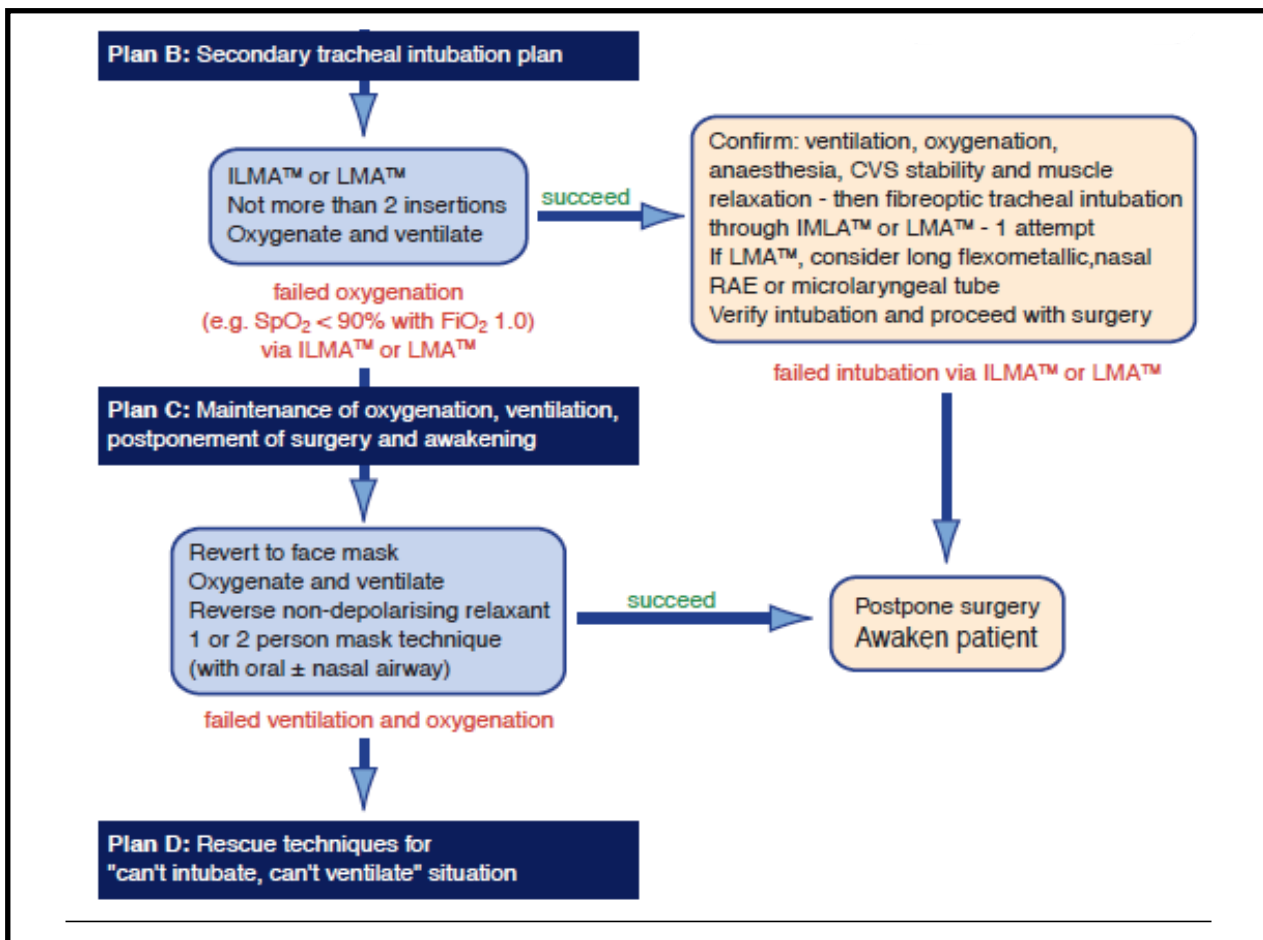 Plan B: Secondary tracheal intubation plan
ILMA™ or LMA™
Not more than 2 insertions
Oxygenate and ventilate
succeed
Confirm: ventilation, oxygenation,
anaesthesia, CVS stability and muscle
relaxation - then fibreoptic tracheal intubation
through IMLA™ or LMA™ - 1 attempt
If LMA™, consider long flexometallic,nasal
RAE or microlaryngeal tube
Verify intubation and proceed with surgery
failed oxygenation
(e.g. SpO₂ < 90% with FiO₂ 1.0)
via ILMA™ or LMA™
failed intubation via ILMA™ or LMA™
Plan C: Maintenance of oxygenation, ventilation,
postponement of surgery and awakening
Revert to face mask
Oxygenate and ventilate
Reverse non-depolarising relaxant
1 or 2 person mask technique
(with oral ± nasal airway)
succeed
Postpone surgery
Awaken patient
failed ventilation and oxygenation
Plan D: Rescue techniques for
"can't intubate, can't ventilate" situation